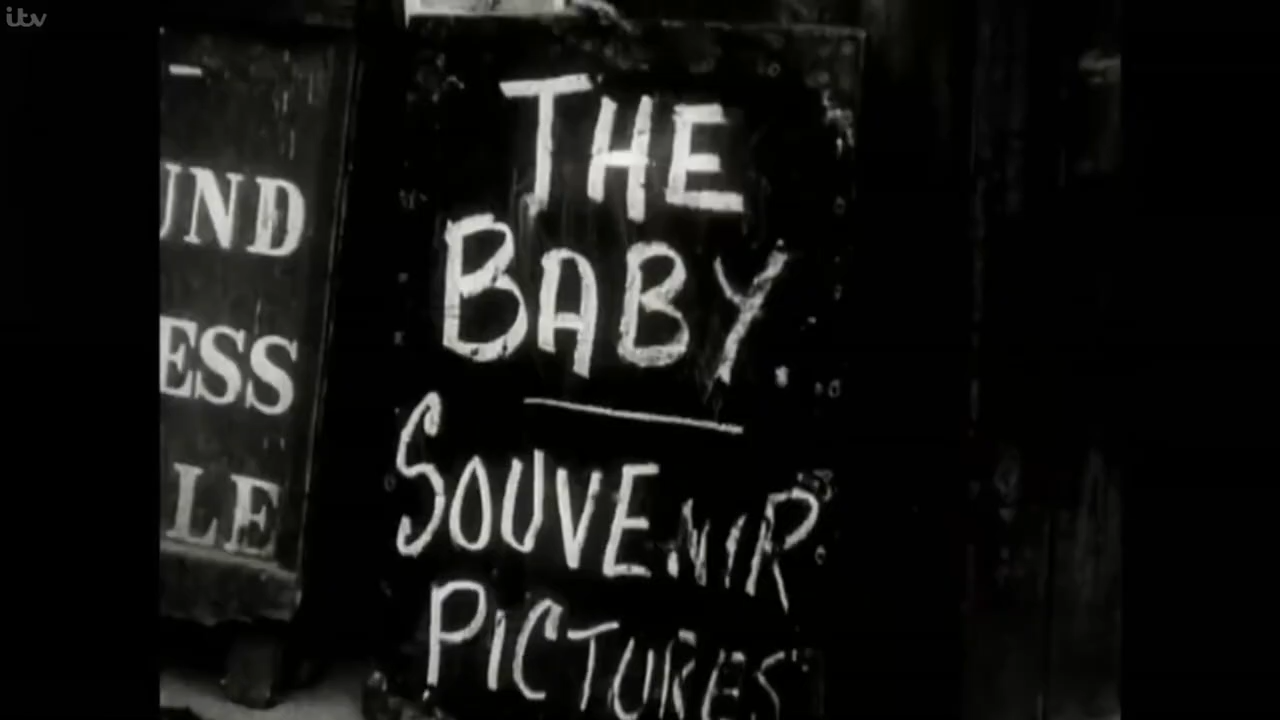 itv
THE
BABY.
SOUVENIR
PICTURES
UND
ESS
LE